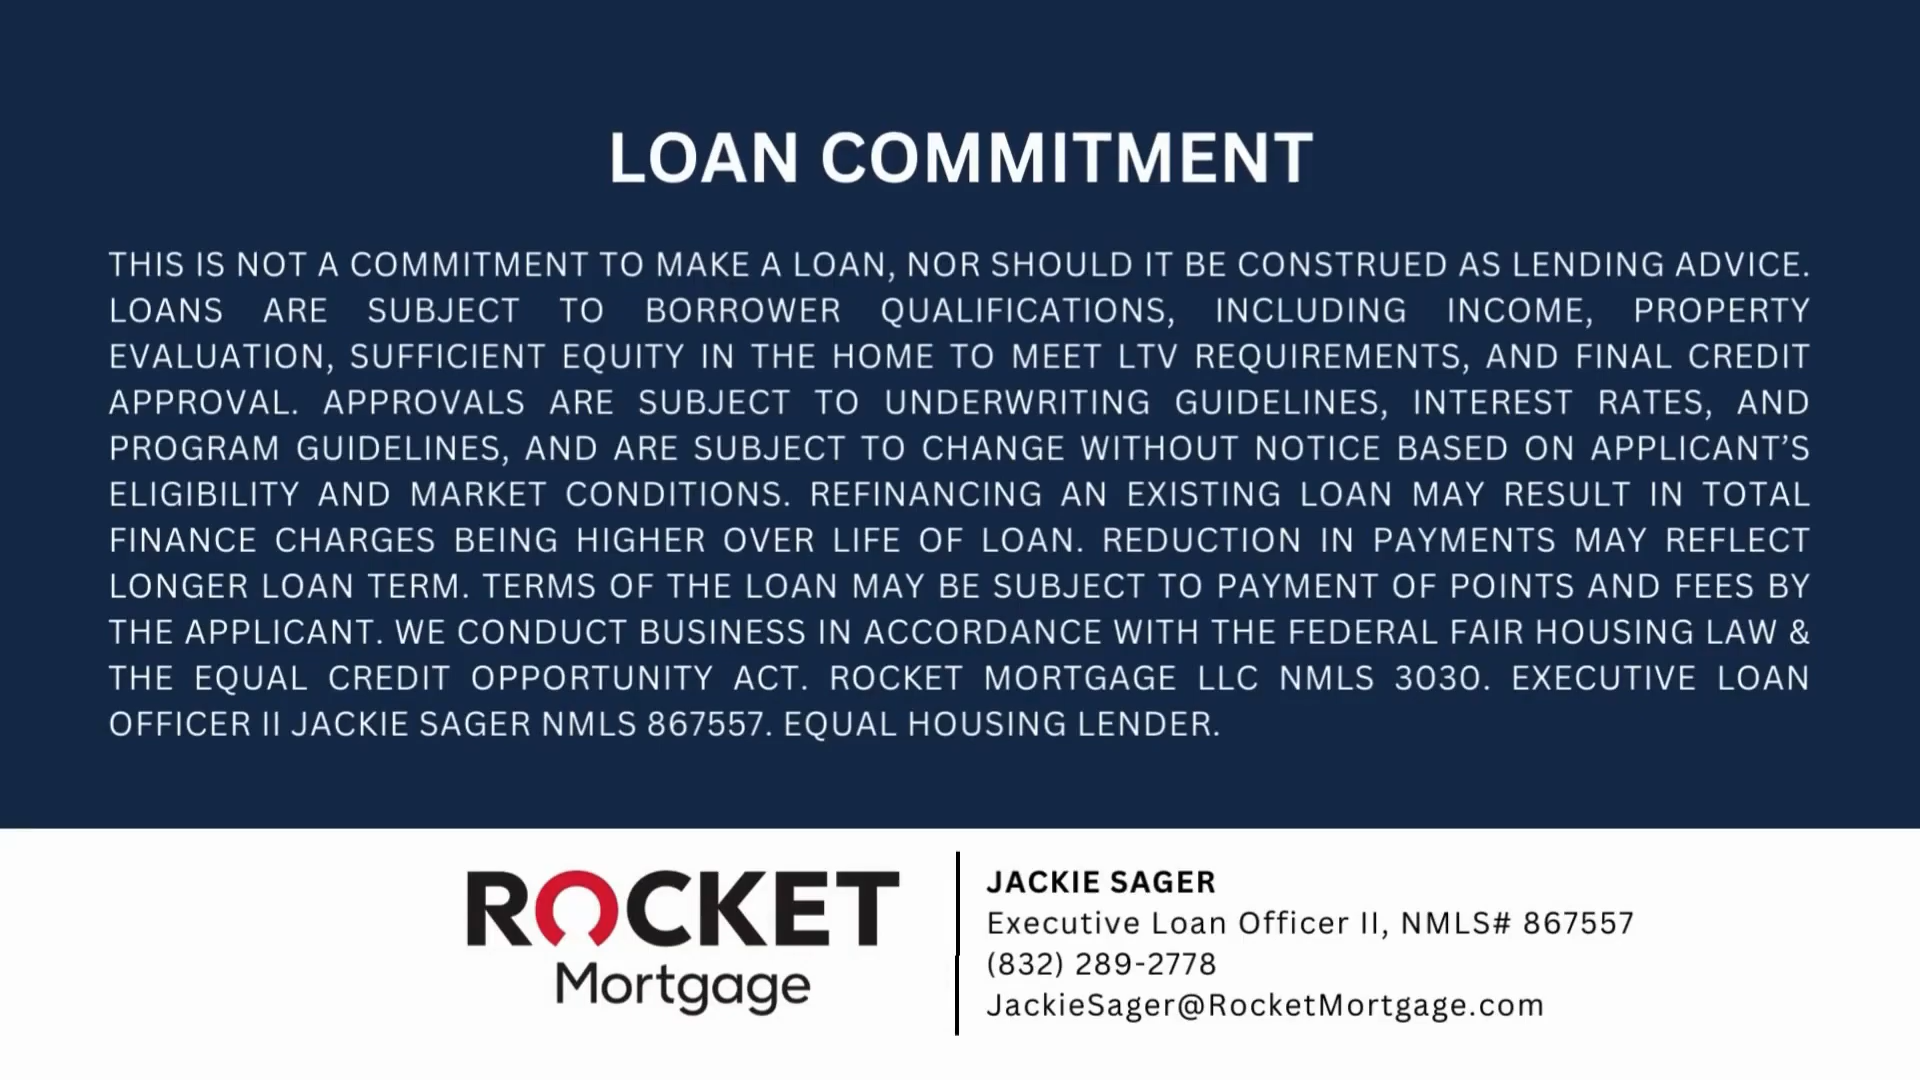 LOAN COMMITMENT
THIS IS NOT A COMMITMENT TO MAKE A LOAN, NOR SHOULD IT BE CONSTRUED AS LENDING ADVICE.
LOANS ARE SUBJECT TO BORROWER QUALIFICATIONS, INCLUDING INCOME, PROPERTY
EVALUATION, SUFFICIENT EQUITY IN THE HOME TO MEET LTV REQUIREMENTS, AND FINAL CREDIT
APPROVAL. APPROVALS ARE SUBJECT TO UNDERWRITING GUIDELINES, INTEREST RATES, AND
PROGRAM GUIDELINES, AND ARE SUBJECT TO CHANGE WITHOUT NOTICE BASED ON APPLICANT’S
ELIGIBILITY AND MARKET CONDITIONS. REFINANCING AN EXISTING LOAN MAY RESULT IN TOTAL
FINANCE CHARGES BEING HIGHER OVER LIFE OF LOAN. REDUCTION IN PAYMENTS MAY REFLECT
LONGER LOAN TERM. TERMS OF THE LOAN MAY BE SUBJECT TO PAYMENT OF POINTS AND FEES BY
THE APPLICANT. WE CONDUCT BUSINESS IN ACCORDANCE WITH THE FEDERAL FAIR HOUSING LAW &
THE EQUAL CREDIT OPPORTUNITY ACT. ROCKET MORTGAGE LLC NMLS 3030. EXECUTIVE LOAN
OFFICER II JACKIE SAGER NMLS 867557. EQUAL HOUSING LENDER.
ROCKET
Mortgage
JACKIE SAGER
Executive Loan Officer II, NMLS# 867557
(832) 289-2778
JackieSager@RocketMortgage.com